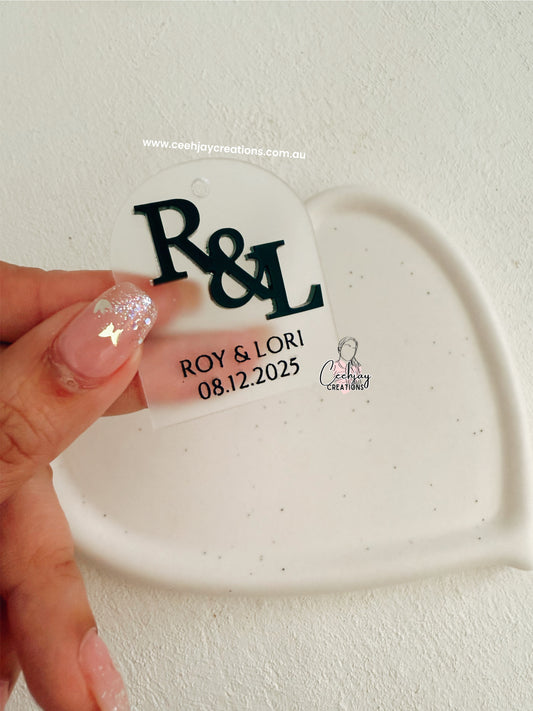 www.ceehjaycreations.com.au
R&L
ROY & LORI
08.12.2025
Ceehjay
CREATIONS